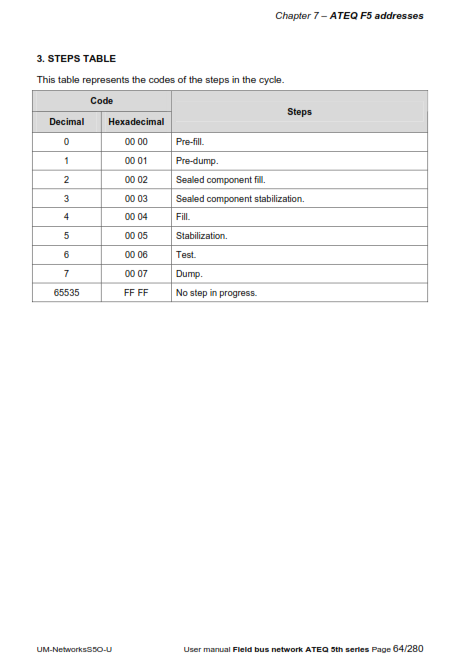 Chapter 7 – ATEQ F5 addresses
3. STEPS TABLE
This table represents the codes of the steps in the cycle.
Code
Steps
Decimal Hexadecimal
0 00 00 Pre-fill.
1 00 01 Pre-dump.
2 00 02 Sealed component fill.
3 00 03 Sealed component stabilization.
4 00 04 Fill.
5 00 05 Stabilization.
6 00 06 Test.
7 00 07 Dump.
65535 FF FF No step in progress.
UM-NetworksS5O-U User manual Field bus network ATEQ 5th series Page 64/280